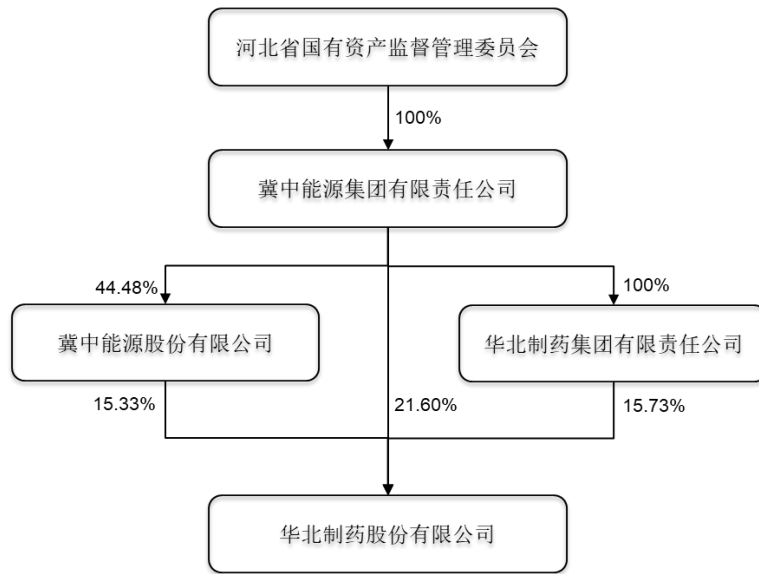 河北省国有资产监督管理委员会
100%
冀中能源集团有限责任公司
44.48%
100%
冀中能源股份有限公司
华北制药集团有限责任公司
15.33%
21.60%
15.73%
华北制药股份有限公司